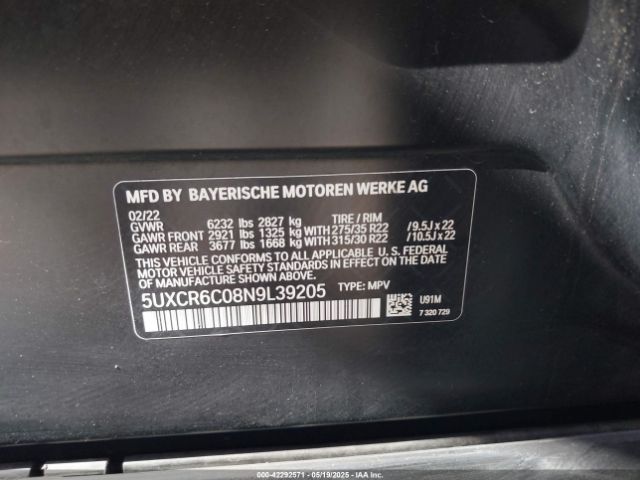 MFD BY BAYERISCHE MOTOREN WERKE AG
02/22
GVWR 6232 lbs 2827 kg TIRE / RIM
GAWR FRONT 2921 lbs 1325 kg WITH 275/35 R22 /9.5J x 22
GAWR REAR 3677 lbs 1668 kg WITH 315/30 R22 /10.5J x 22
THIS VEHICLE CONFORMS TO ALL APPLICABLE U.S. FEDERAL
MOTOR VEHICLE SAFETY STANDARDS IN EFFECT ON THE DATE
OF MANUFACTURE SHOWN ABOVE.
5UXCR6C08N9L39205 TYPE: MPV
U91M
7 320 729
000-42292571 - 05/19/2025 - IAAI Inc.